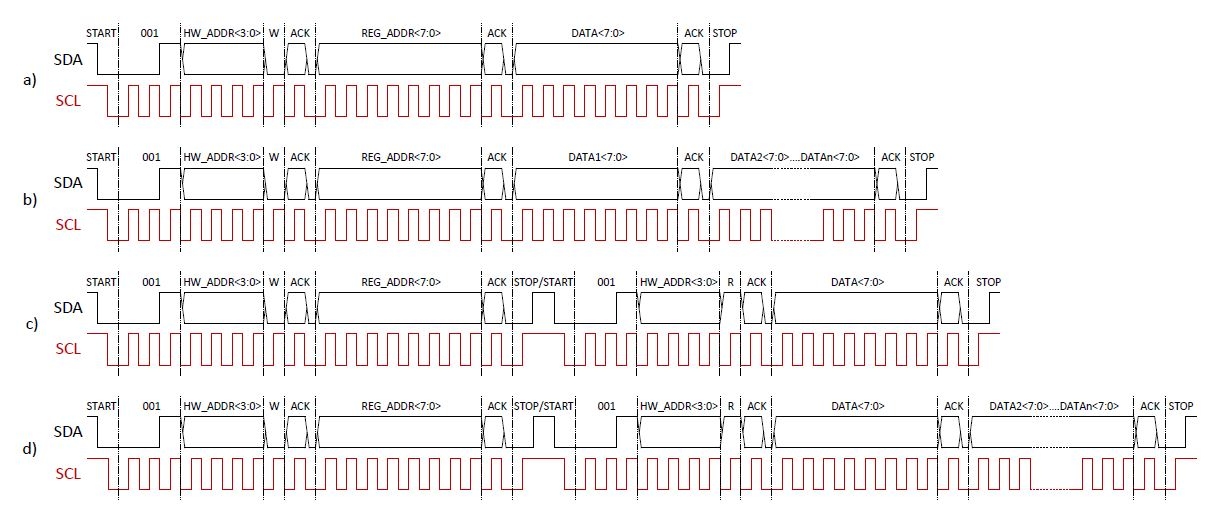 START 001 HW_ADDR<3:0> W ACK REG_ADDR<7:0> ACK DATA<7:0> ACK STOP
SDA
a)
SCL
START 001 HW_ADDR<3:0> W ACK REG_ADDR<7:0> ACK DATA1<7:0> ACK DATA2<7:0>....DATAn<7:0> ACK STOP
SDA
b)
SCL
START 001 HW_ADDR<3:0> W ACK REG_ADDR<7:0> ACK STOP/START 001 HW_ADDR<3:0> R ACK DATA<7:0> ACK STOP
SDA
c)
SCL
START 001 HW_ADDR<3:0> W ACK REG_ADDR<7:0> ACK STOP/START 001 HW_ADDR<3:0> R ACK DATA<7:0> ACK DATA2<7:0>....DATAn<7:0> ACK STOP
SDA
d)
SCL